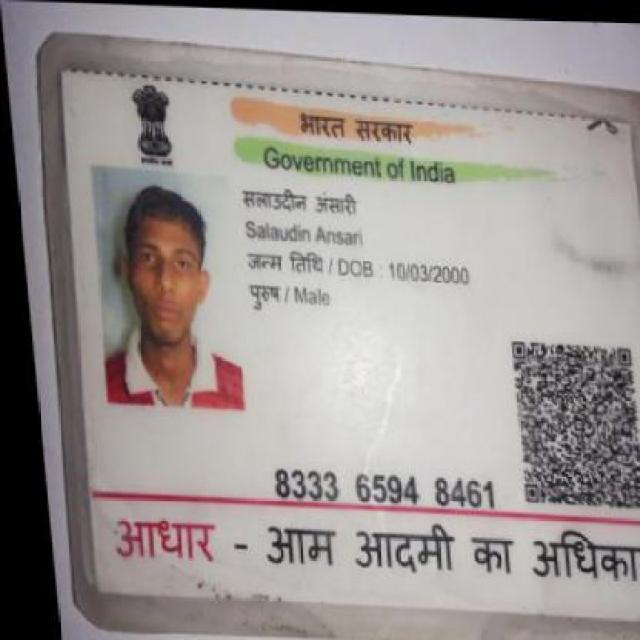 भारत सरकार
Government of India
सलाउदीन अंसारी
Salaudin Ansari
जन्म तिथि / DOB : 10/03/2000
पुरुष / Male
8333 6594 8461
आधार - आम आदमी का अधिका